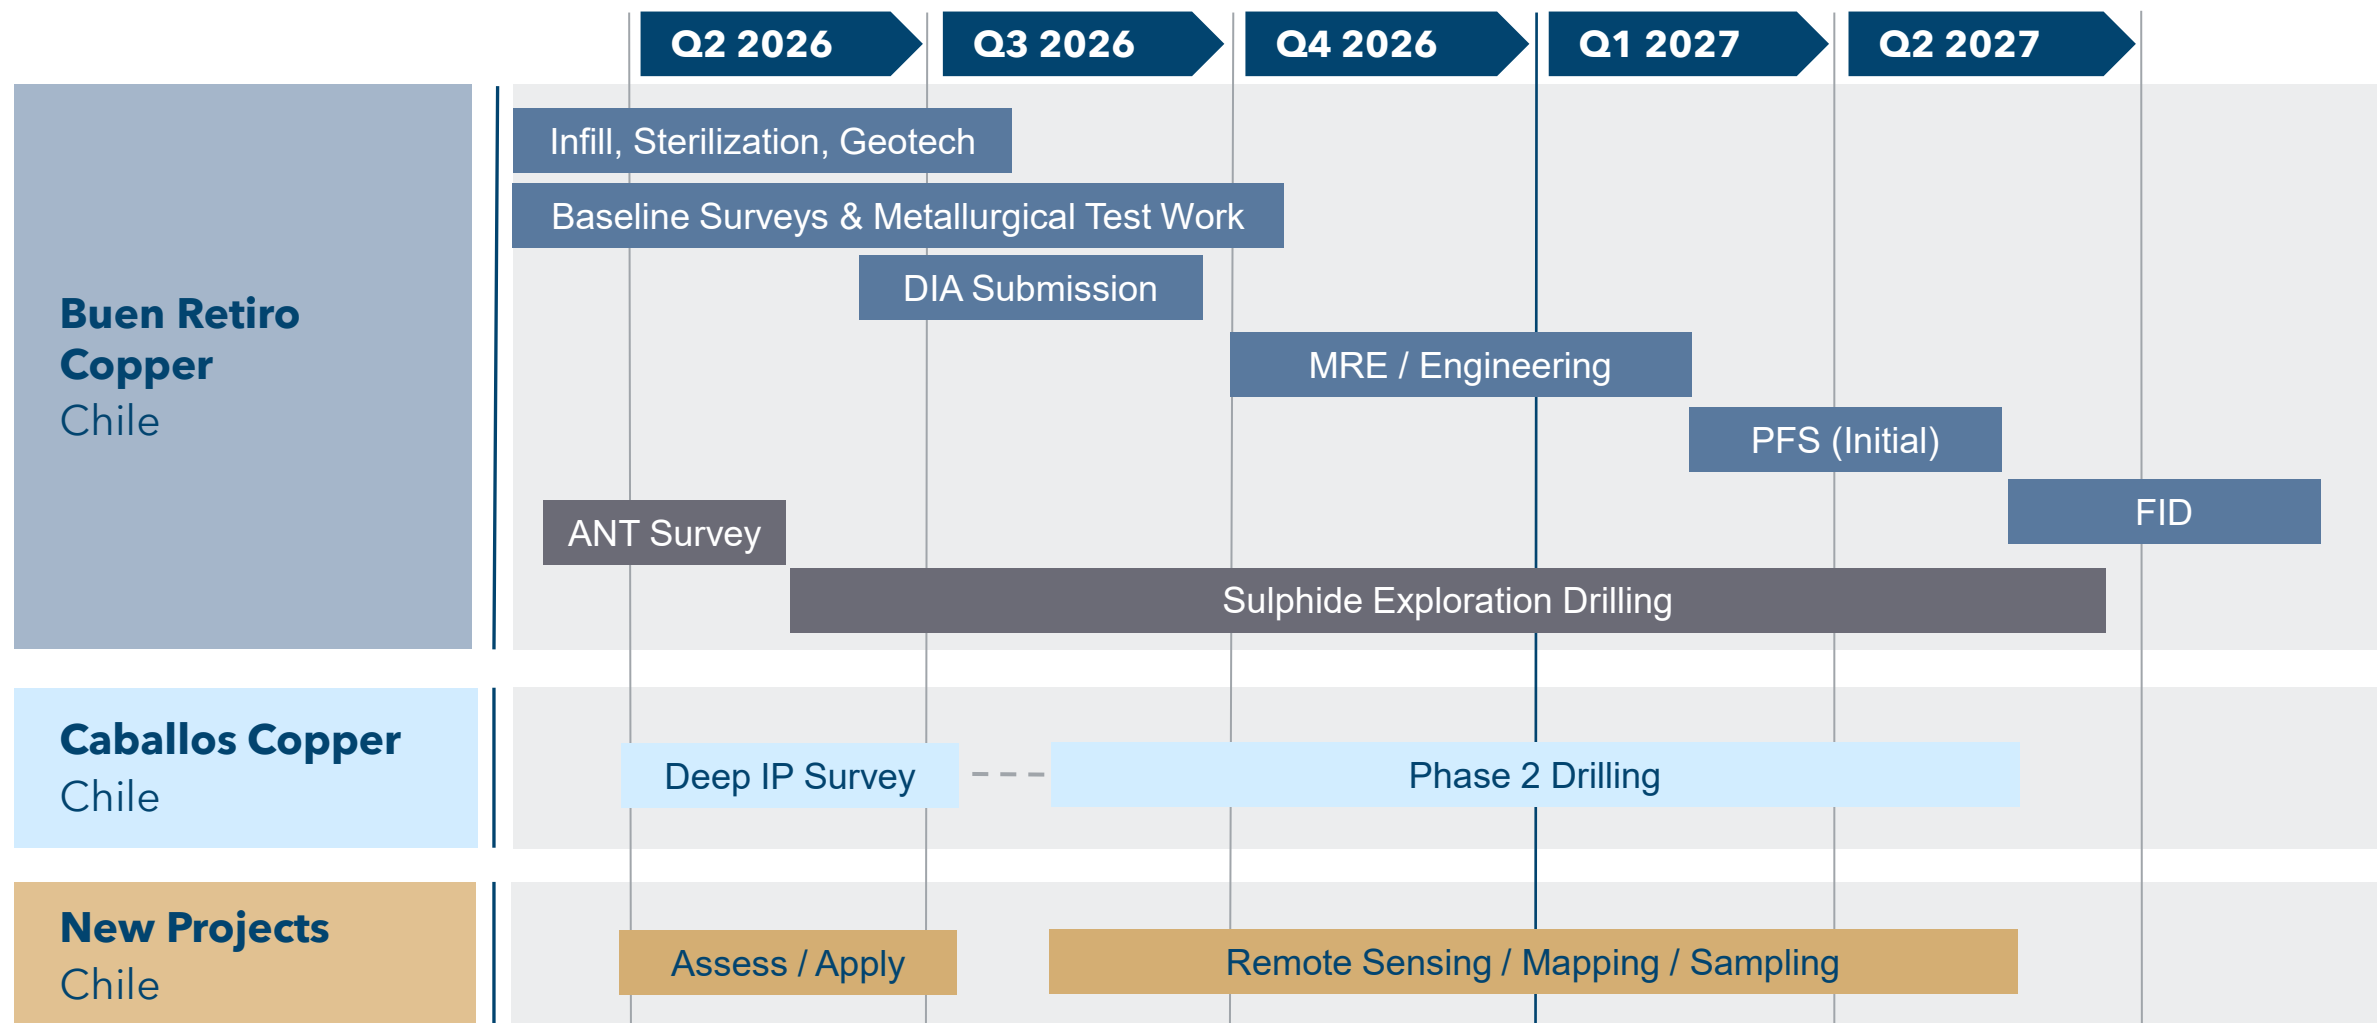 Q2 2026
Q3 2026
Q4 2026
Q1 2027
Q2 2027
Buen Retiro
Copper
Chile
Infill, Sterilization, Geotech
Baseline Surveys & Metallurgical Test Work
DIA Submission
MRE / Engineering
PFS (Initial)
FID
ANT Survey
Sulphide Exploration Drilling
Caballos Copper
Chile
Deep IP Survey
Phase 2 Drilling
New Projects
Chile
Assess / Apply
Remote Sensing / Mapping / Sampling